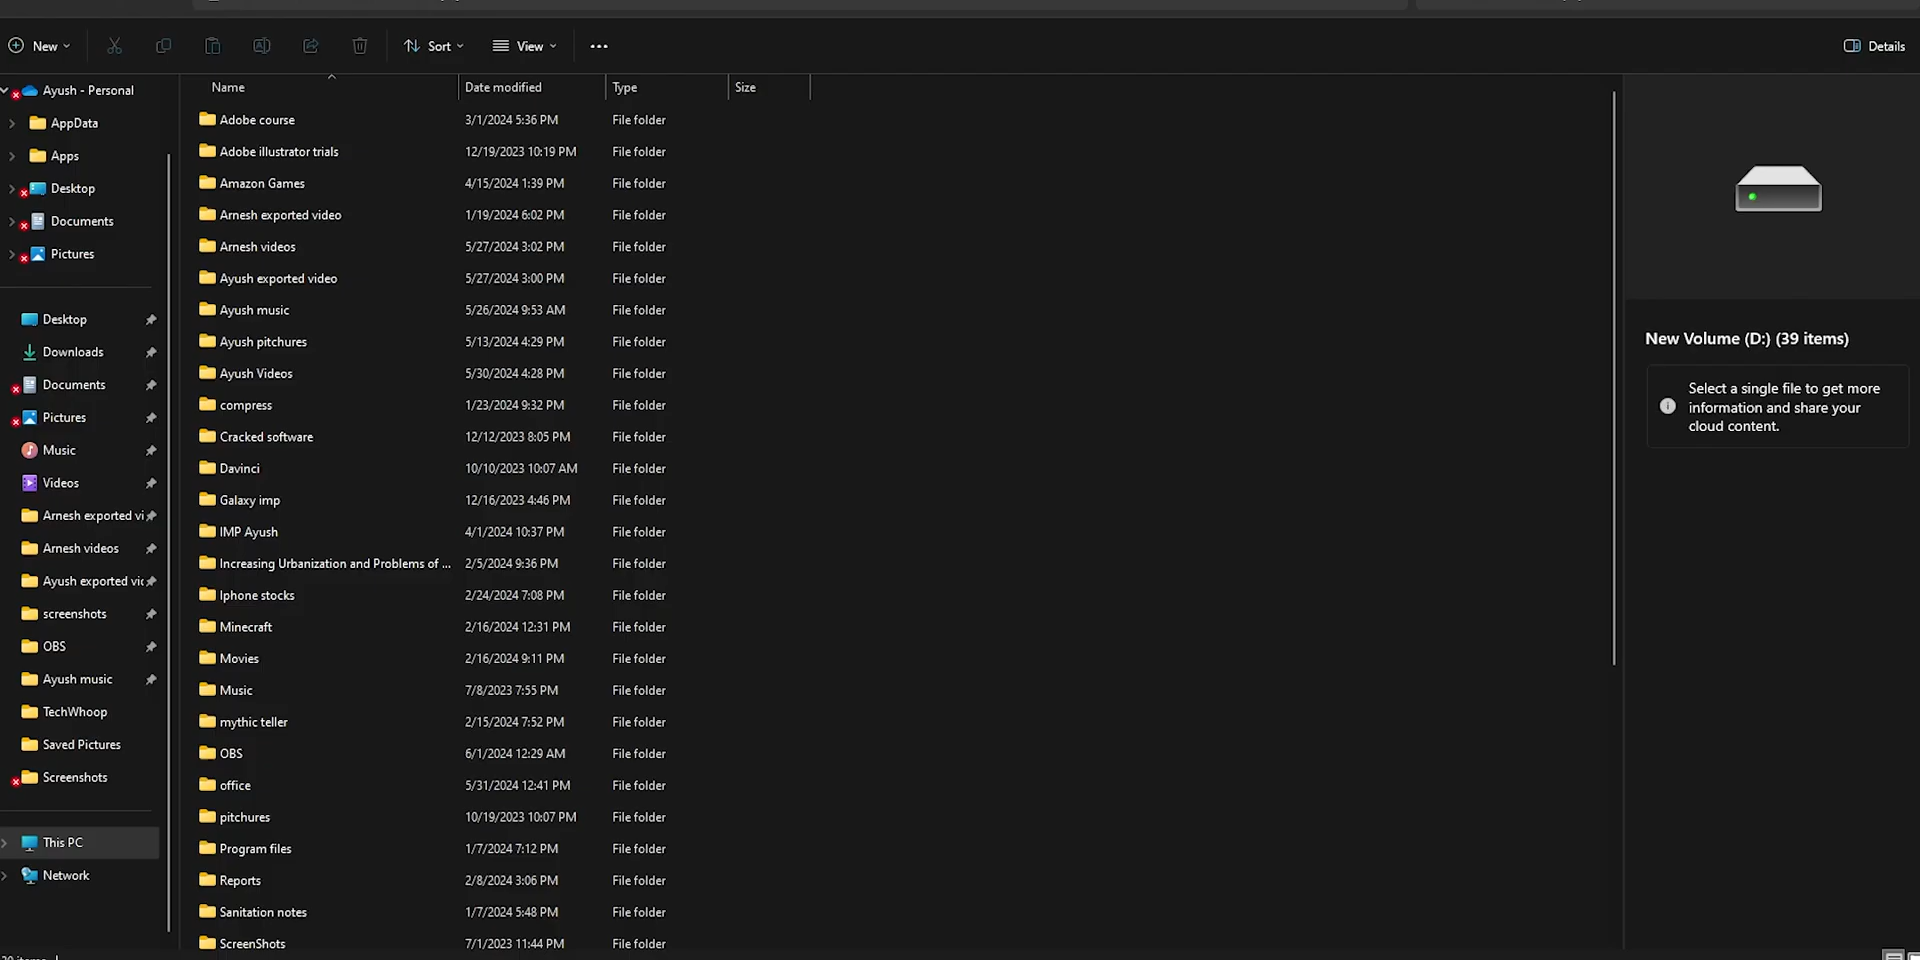 New
Sort
View
Details
Ayush - Personal
AppData
Apps
Desktop
Documents
Pictures
Desktop
Downloads
Documents
Pictures
Music
Videos
Arnesh exported vi
Arnesh videos
Ayush exported vic
screenshots
OBS
Ayush music
TechWhoop
Saved Pictures
Screenshots
This PC
Network
Name Date modified Type Size
Adobe course 3/1/2024 5:36 PM File folder
Adobe illustrator trials 12/19/2023 10:19 PM File folder
Amazon Games 4/15/2024 1:39 PM File folder
Arnesh exported video 1/19/2024 6:02 PM File folder
Arnesh videos 5/27/2024 3:02 PM File folder
Ayush exported video 5/27/2024 3:00 PM File folder
Ayush music 5/26/2024 9:53 AM File folder
Ayush pitchures 5/13/2024 4:29 PM File folder
Ayush Videos 5/30/2024 4:28 PM File folder
compress 1/23/2024 9:32 PM File folder
Cracked software 12/12/2023 8:05 PM File folder
Davinci 10/10/2023 10:07 AM File folder
Galaxy imp 12/16/2023 4:46 PM File folder
IMP Ayush 4/1/2024 10:37 PM File folder
Increasing Urbanization and Problems of ... 2/5/2024 9:36 PM File folder
Iphone stocks 2/24/2024 7:08 PM File folder
Minecraft 2/16/2024 12:31 PM File folder
Movies 2/16/2024 9:11 PM File folder
Music 7/8/2023 7:55 PM File folder
mythic teller 2/15/2024 7:52 PM File folder
OBS 6/1/2024 12:29 AM File folder
office 5/31/2024 12:41 PM File folder
pitchures 10/19/2023 10:07 PM File folder
Program files 1/7/2024 7:12 PM File folder
Reports 2/8/2024 3:06 PM File folder
Sanitation notes 1/7/2024 5:48 PM File folder
ScreenShots 7/1/2023 11:44 PM File folder
New Volume (D:) (39 items)
Select a single file to get more
information and share your
cloud content.